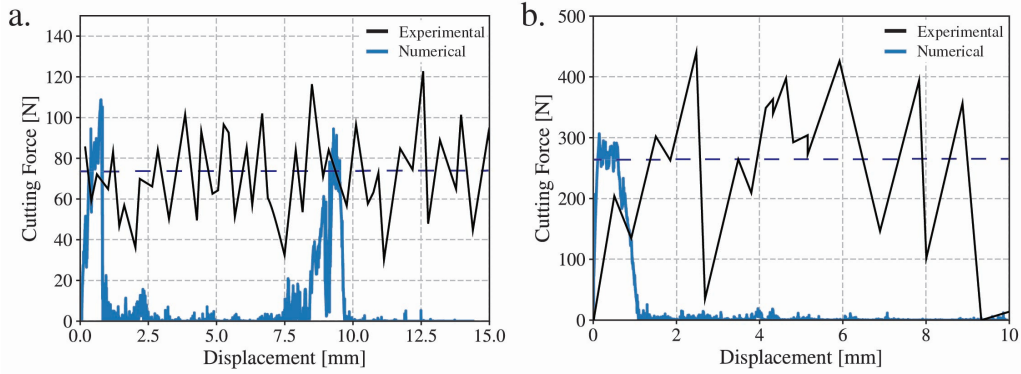 a.
140
120
100
80
60
40
20
0
Cutting Force [N]
Experimental
Numerical
0.0 2.5 5.0 7.5 10.0 12.5 15.0
Displacement [mm]
b.
500
400
300
200
100
0
Cutting Force [N]
Experimental
Numerical
0 2 4 6 8 10
Displacement [mm]